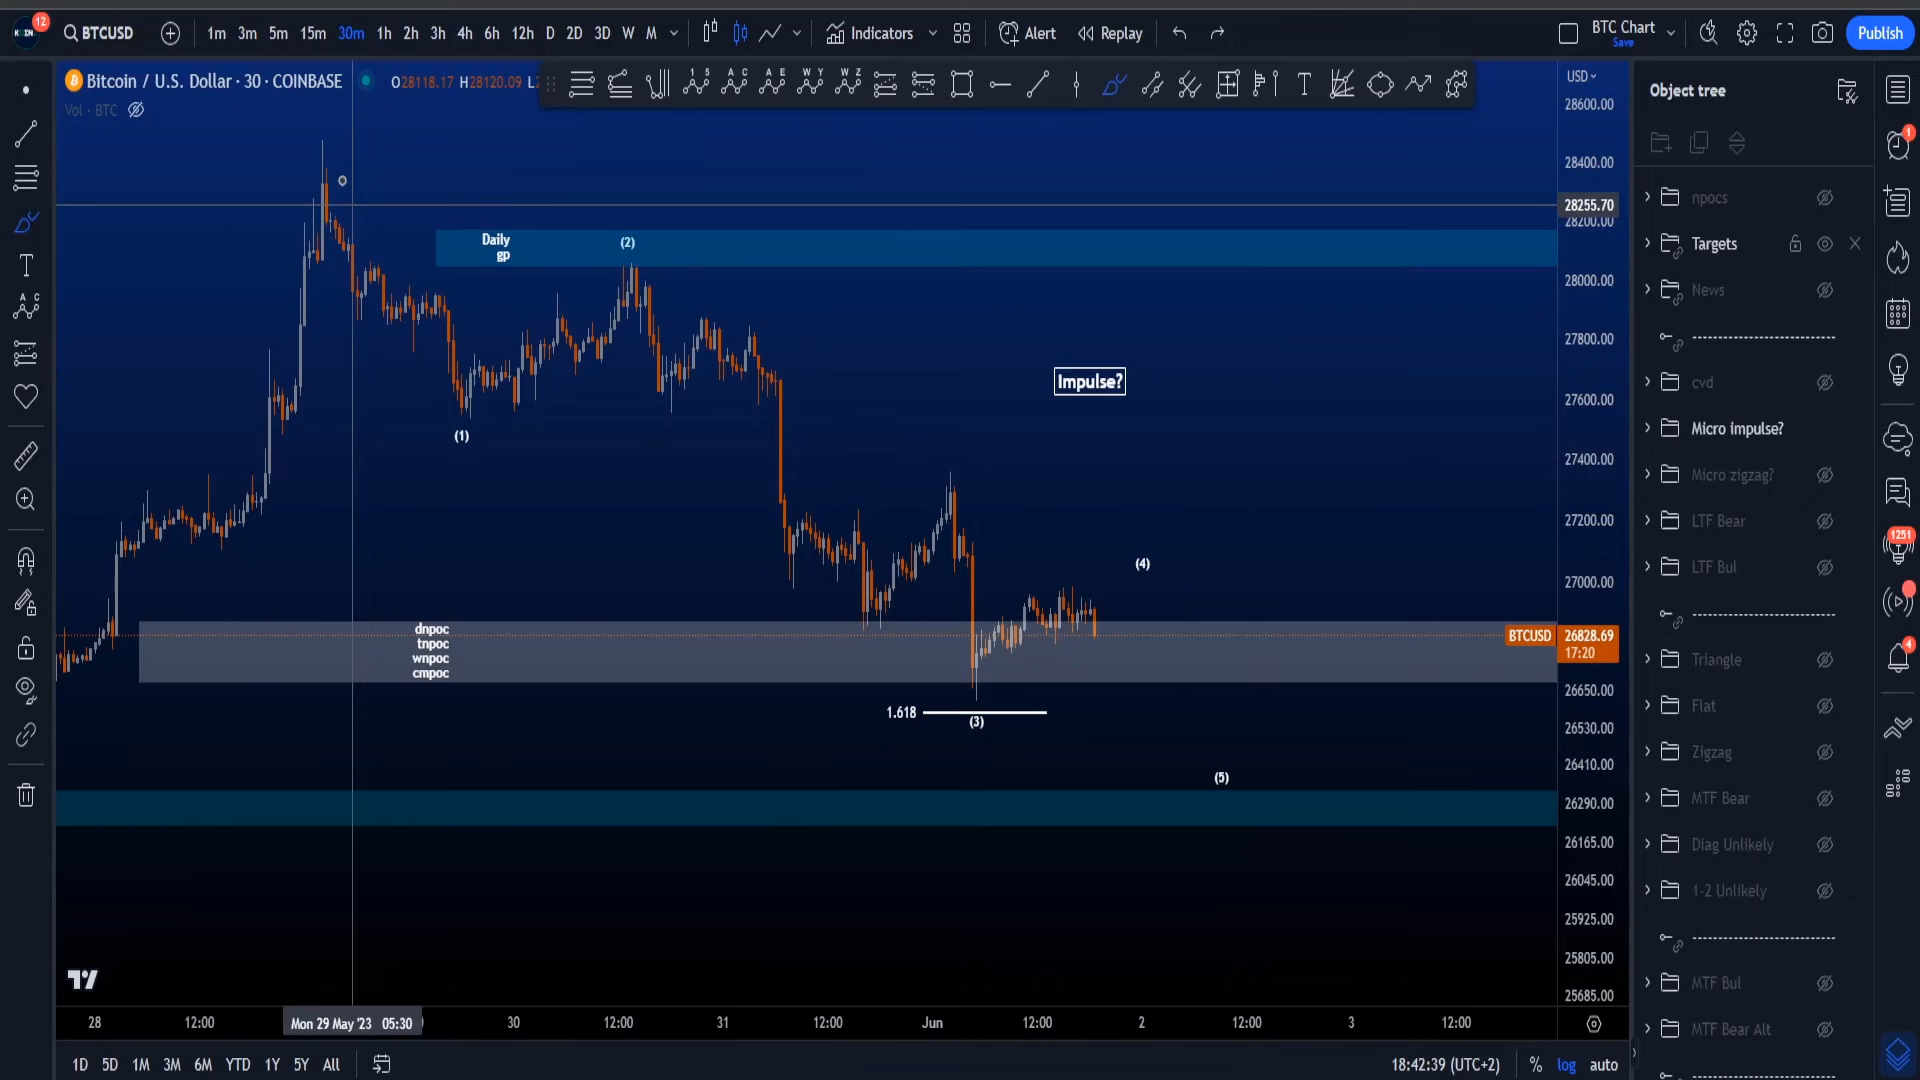 12
BTCUSD
1m 3m 5m 15m 30m 1h 2h 3h 4h 6h 12h D 2D 3D W M
Indicators
Alert
Replay
BTC Chart
Save
Publish
Bitcoin / U.S. Dollar · 30 · COINBASE
O28118.17 H28120.09
Vol · BTC
USD
28600.00
28400.00
28255.70
28200.00
28000.00
27800.00
27600.00
27400.00
27200.00
27000.00
BTCUSD
26828.69
17:20
26650.00
26530.00
26410.00
26290.00
26165.00
26045.00
25925.00
25805.00
25685.00
Daily
gp
(2)
(1)
Impulse?
(4)
dnpoc
tnpoc
wnpoc
cmpoc
1.618
(3)
(5)
28 12:00 Mon 29 May '23 05:30 30 12:00 31 12:00 Jun 12:00 2 12:00 3 12:00
1D 5D 1M 3M 6M YTD 1Y 5Y All
18:42:39 (UTC+2) % log auto
Object tree
npocs
Targets
News
cvd
Micro impulse?
Micro zigzag?
LTF Bear
LTF Bul
Triangle
Flat
Zigzag
MTF Bear
Diag Unlikely
1-2 Unlikely
MTF Bul
MTF Bear Alt
1
1251
4